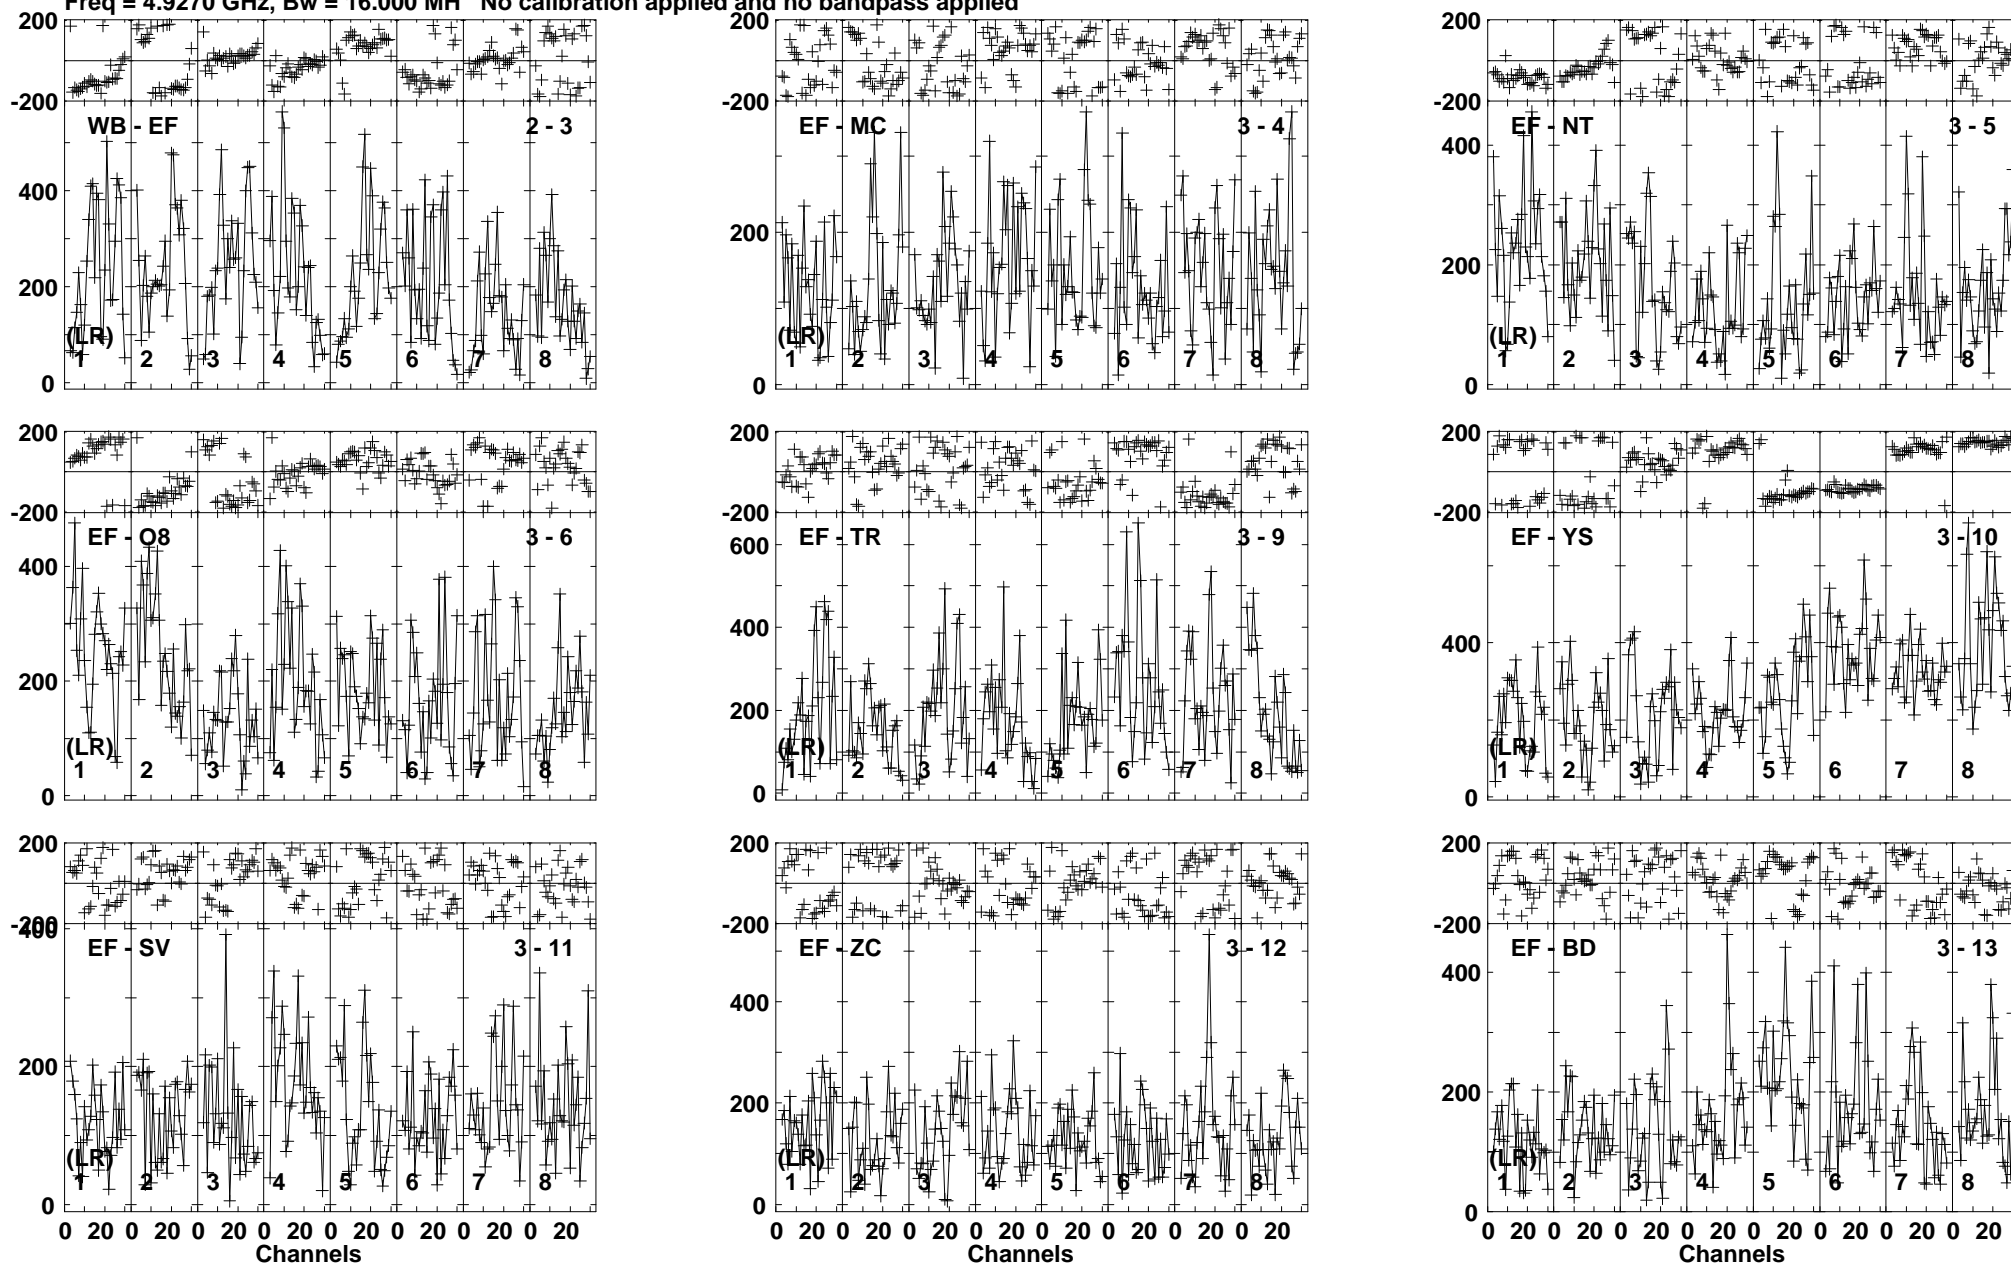 Freq = 4.9270 GHz, Bw = 16.000 MH No calibration applied and no bandpass applied
200 200 200
-200 -200 -200
WB - EF 2 - 3 EF - MC 3 - 4 EF - NT 3 - 5
400 400
200 200 200
(LR) (LR) (LR)
1 2 3 4 5 6 7 8 1 2 3 4 5 6 7 8 1 2 3 4 5 6 7 8
0 0 0
200 200 200
-200 -200 -200
EF - O8 3 - 6 EF - TR 3 - 9 EF - YS 3 - 10
400 600 400
200 400
200
(LR) (LR) (LR)
1 2 3 4 5 6 7 8 1 2 3 4 5 6 7 8 1 2 3 4 5 6 7 8
0 0 0
200 200 200
-200 -200 -200
400
EF - SV 3 - 11 EF - ZC 3 - 12 EF - BD 3 - 13
200 400 400
200 200
(LR) (LR) (LR)
1 2 3 4 5 6 7 8 1 2 3 4 5 6 7 8 1 2 3 4 5 6 7 8
0 0 0
0 20 0 20 0 20 0 20 0 20 0 20 0 20 0 20 0 20 0 20 0 20 0 20 0 20 0 20 0 20 0 20 0 20 0 20 0 20 0 20 0 20 0 20 0 20 0 20
Channels Channels Channels